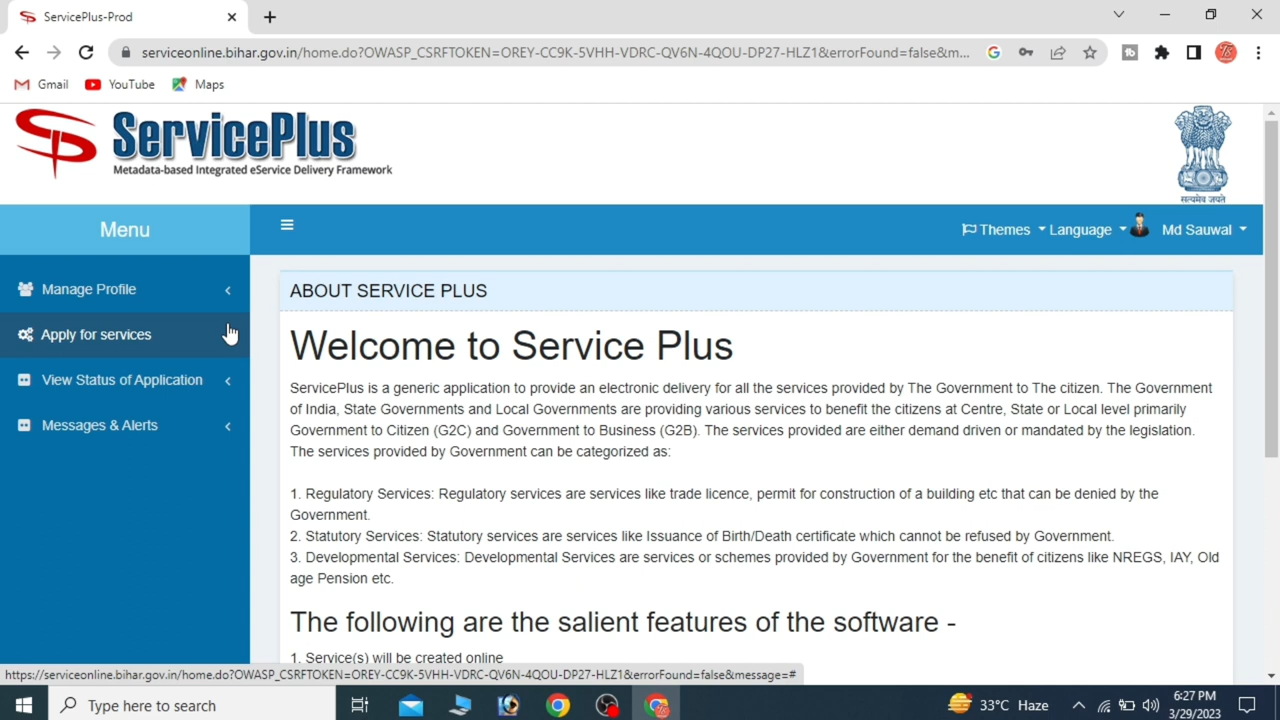 ServicePlus-Prod
serviceonline.bihar.gov.in/home.do?OWASP_CSRFTOKEN=OREY-CC9K-5VHH-VDRC-QV6N-4QOU-DP27-HLZ1&errorFound=false&m...
Gmail YouTube Maps
ServicePlus
Metadata-based Integrated eService Delivery Framework
सत्यमेव जयते
Menu
Themes Language Md Sauwal
Manage Profile
Apply for services
View Status of Application
Messages & Alerts
ABOUT SERVICE PLUS
Welcome to Service Plus
ServicePlus is a generic application to provide an electronic delivery for all the services provided by The Government to The citizen. The Government
of India, State Governments and Local Governments are providing various services to benefit the citizens at Centre, State or Local level primarily
Government to Citizen (G2C) and Government to Business (G2B). The services provided are either demand driven or mandated by the legislation.
The services provided by Government can be categorized as:
1. Regulatory Services: Regulatory services are services like trade licence, permit for construction of a building etc that can be denied by the
Government.
2. Statutory Services: Statutory services are services like Issuance of Birth/Death certificate which cannot be refused by Government.
3. Developmental Services: Developmental Services are services or schemes provided by Government for the benefit of citizens like NREGS, IAY, Old
age Pension etc.
The following are the salient features of the software -
1. Service(s) will be created online
https://serviceonline.bihar.gov.in/home.do?OWASP_CSRFTOKEN=OREY-CC9K-5VHH-VDRC-QV6N-4QOU-DP27-HLZ1&errorFound=false&message=#
Type here to search
33°C Haze
6:27 PM
3/29/2023